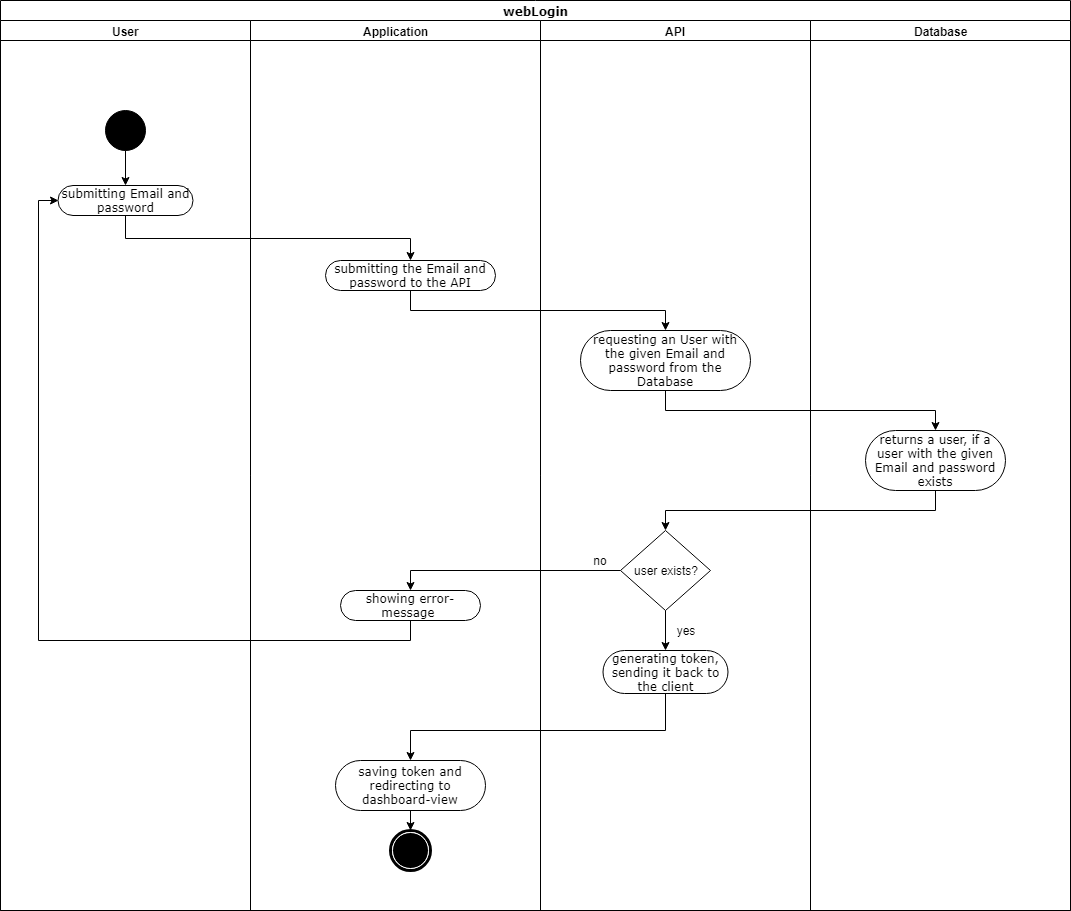 webLogin
User
Application
API
Database
submitting Email and
password
submitting the Email and
password to the API
requesting an User with
the given Email and
password from the
Database
returns a user, if a
user with the given
Email and password
exists
user exists?
no
showing error-
message
yes
generating token,
sending it back to
the client
saving token and
redirecting to
dashboard-view